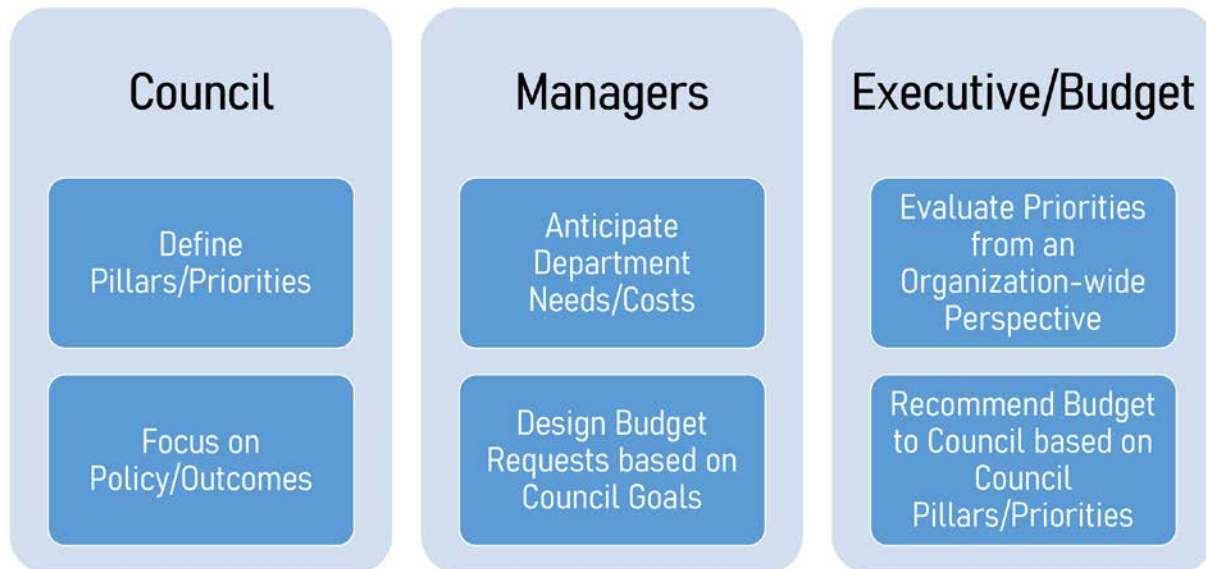 Council
Define
Pillars/Priorities
Focus on
Policy/Outcomes
Managers
Anticipate
Department
Needs/Costs
Design Budget
Requests based on
Council Goals
Executive/Budget
Evaluate Priorities
from an
Organization-wide
Perspective
Recommend Budget
to Council based on
Council
Pillars/Priorities